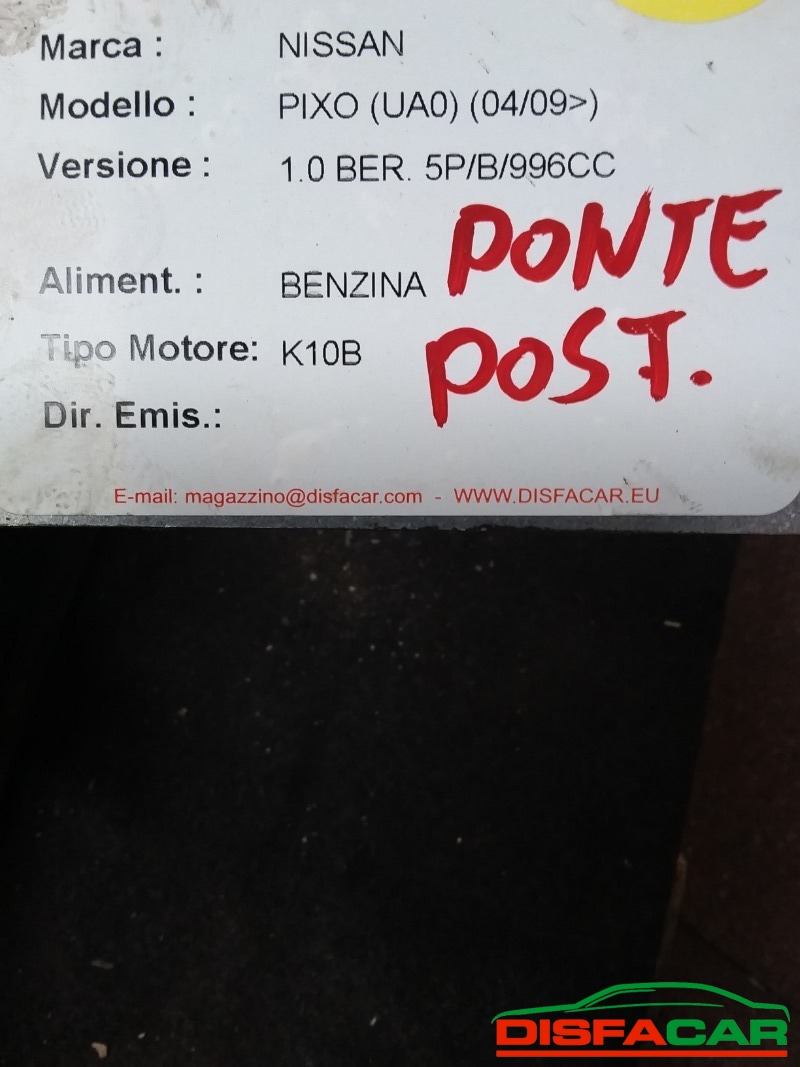 Marca : NISSAN
Modello : PIXO (UA0) (04/09>)
Versione : 1.0 BER. 5P/B/996CC
PONTE
Aliment. : BENZINA
POST.
Tipo Motore: K10B
Dir. Emis.:
E-mail: magazzino@disfacar.com - WWW.DISFACAR.EU
DISFACAR